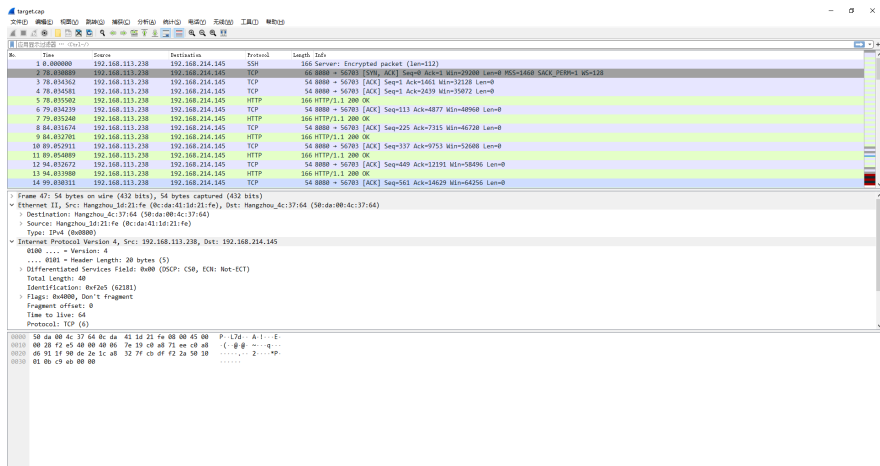 target.cap
文件(F) 编辑(E) 视图(V) 跳转(G) 捕获(C) 分析(A) 统计(S) 电话(Y) 无线(W) 工具(T) 帮助(H)
应用显示过滤器 … <Ctrl-/>
No. Time Source Destination Protocol Length Info
1 0.000000 192.168.113.238 192.168.214.145 SSH 166 Server: Encrypted packet (len=112)
2 78.030889 192.168.113.238 192.168.214.145 TCP 66 8080 → 56703 [SYN, ACK] Seq=0 Ack=1 Win=29200 Len=0 MSS=1460 SACK_PERM=1 WS=128
3 78.034362 192.168.113.238 192.168.214.145 TCP 54 8080 → 56703 [ACK] Seq=1 Ack=1461 Win=32128 Len=0
4 78.034581 192.168.113.238 192.168.214.145 TCP 54 8080 → 56703 [ACK] Seq=1 Ack=2439 Win=35072 Len=0
5 78.035502 192.168.113.238 192.168.214.145 HTTP 166 HTTP/1.1 200 OK
6 79.034239 192.168.113.238 192.168.214.145 TCP 54 8080 → 56703 [ACK] Seq=113 Ack=4877 Win=40960 Len=0
7 79.035240 192.168.113.238 192.168.214.145 HTTP 166 HTTP/1.1 200 OK
8 84.031674 192.168.113.238 192.168.214.145 TCP 54 8080 → 56703 [ACK] Seq=225 Ack=7315 Win=46720 Len=0
9 84.032701 192.168.113.238 192.168.214.145 HTTP 166 HTTP/1.1 200 OK
10 89.052911 192.168.113.238 192.168.214.145 TCP 54 8080 → 56703 [ACK] Seq=337 Ack=9753 Win=52608 Len=0
11 89.054089 192.168.113.238 192.168.214.145 HTTP 166 HTTP/1.1 200 OK
12 94.032672 192.168.113.238 192.168.214.145 TCP 54 8080 → 56703 [ACK] Seq=449 Ack=12191 Win=58496 Len=0
13 94.033980 192.168.113.238 192.168.214.145 HTTP 166 HTTP/1.1 200 OK
14 99.030311 192.168.113.238 192.168.214.145 TCP 54 8080 → 56703 [ACK] Seq=561 Ack=14629 Win=64256 Len=0
> Frame 47: 54 bytes on wire (432 bits), 54 bytes captured (432 bits)
Ethernet II, Src: Hangzhou_1d:21:fe (0c:da:41:1d:21:fe), Dst: Hangzhou_4c:37:64 (50:da:00:4c:37:64)
> Destination: Hangzhou_4c:37:64 (50:da:00:4c:37:64)
> Source: Hangzhou_1d:21:fe (0c:da:41:1d:21:fe)
Type: IPv4 (0x0800)
Internet Protocol Version 4, Src: 192.168.113.238, Dst: 192.168.214.145
0100 .... = Version: 4
.... 0101 = Header Length: 20 bytes (5)
> Differentiated Services Field: 0x00 (DSCP: CS0, ECN: Not-ECT)
Total Length: 40
Identification: 0xf2e5 (62181)
> Flags: 0x4000, Don't fragment
Fragment offset: 0
Time to live: 64
Protocol: TCP (6)
0000 50 da 00 4c 37 64 0c da 41 1d 21 fe 08 00 45 00 P··L7d·· A·!···E·
0010 00 28 f2 e5 40 00 40 06 7e 19 c0 a8 71 ee c0 a8 ·(··@·@· ~···q···
0020 d6 91 1f 90 de 2e 1c a8 32 7f cb df f2 2a 50 10 ·····.·· 2····*P·
0030 01 0b c9 eb 00 00 ······